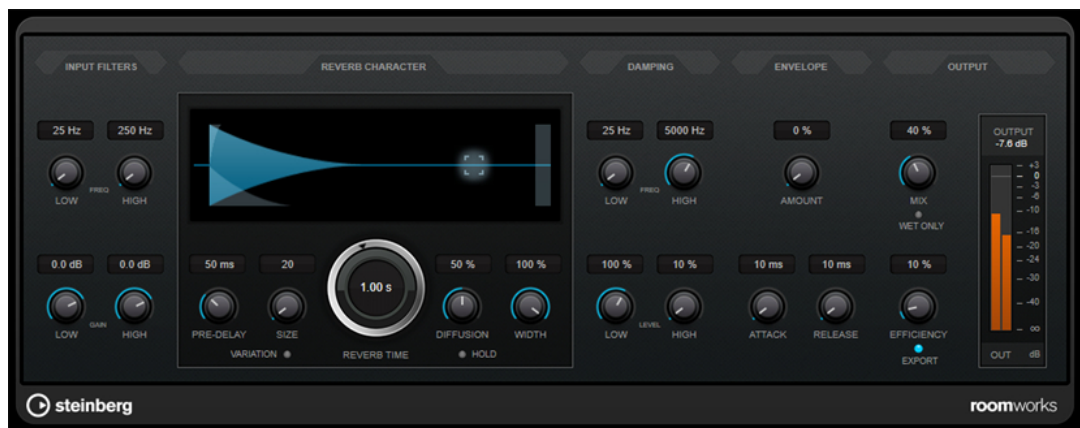 INPUT FILTERS
REVERB CHARACTER
DAMPING
ENVELOPE
OUTPUT
25 Hz
250 Hz
25 Hz
5000 Hz
0 %
40 %
OUTPUT
-7.6 dB
LOW
FREQ
HIGH
LOW
FREQ
HIGH
AMOUNT
MIX
WET ONLY
+3
0
-3
-6
-10
-16
-20
-24
-30
-40
∞
0.0 dB
0.0 dB
50 ms
20
1.00 s
50 %
100 %
100 %
10 %
10 ms
10 ms
10 %
LOW
GAIN
HIGH
PRE-DELAY
SIZE
DIFFUSION
WIDTH
LOW
LEVEL
HIGH
ATTACK
RELEASE
EFFICIENCY
VARIATION
REVERB TIME
HOLD
EXPORT
OUT
dB
steinberg
roomworks